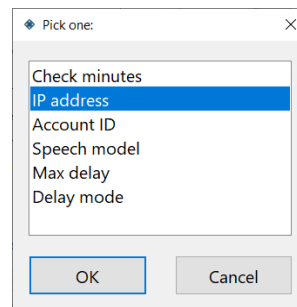 Pick one:
Check minutes
IP address
Account ID
Speech model
Max delay
Delay mode
OK
Cancel